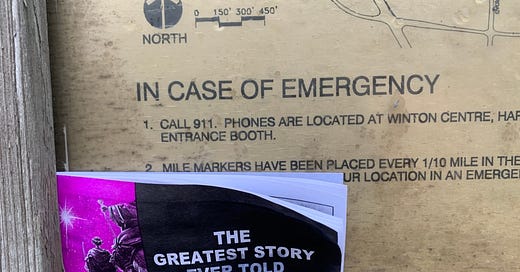 NORTH
0 150' 300' 450'
IN CASE OF EMERGENCY
1. CALL 911. PHONES ARE LOCATED AT WINTON CENTRE, HAR
ENTRANCE BOOTH.
2. MILE MARKERS HAVE BEEN PLACED EVERY 1/10 MILE IN THE
UR LOCATION IN AN EMERGE
THE
GREATEST STORY
EVER TOLD